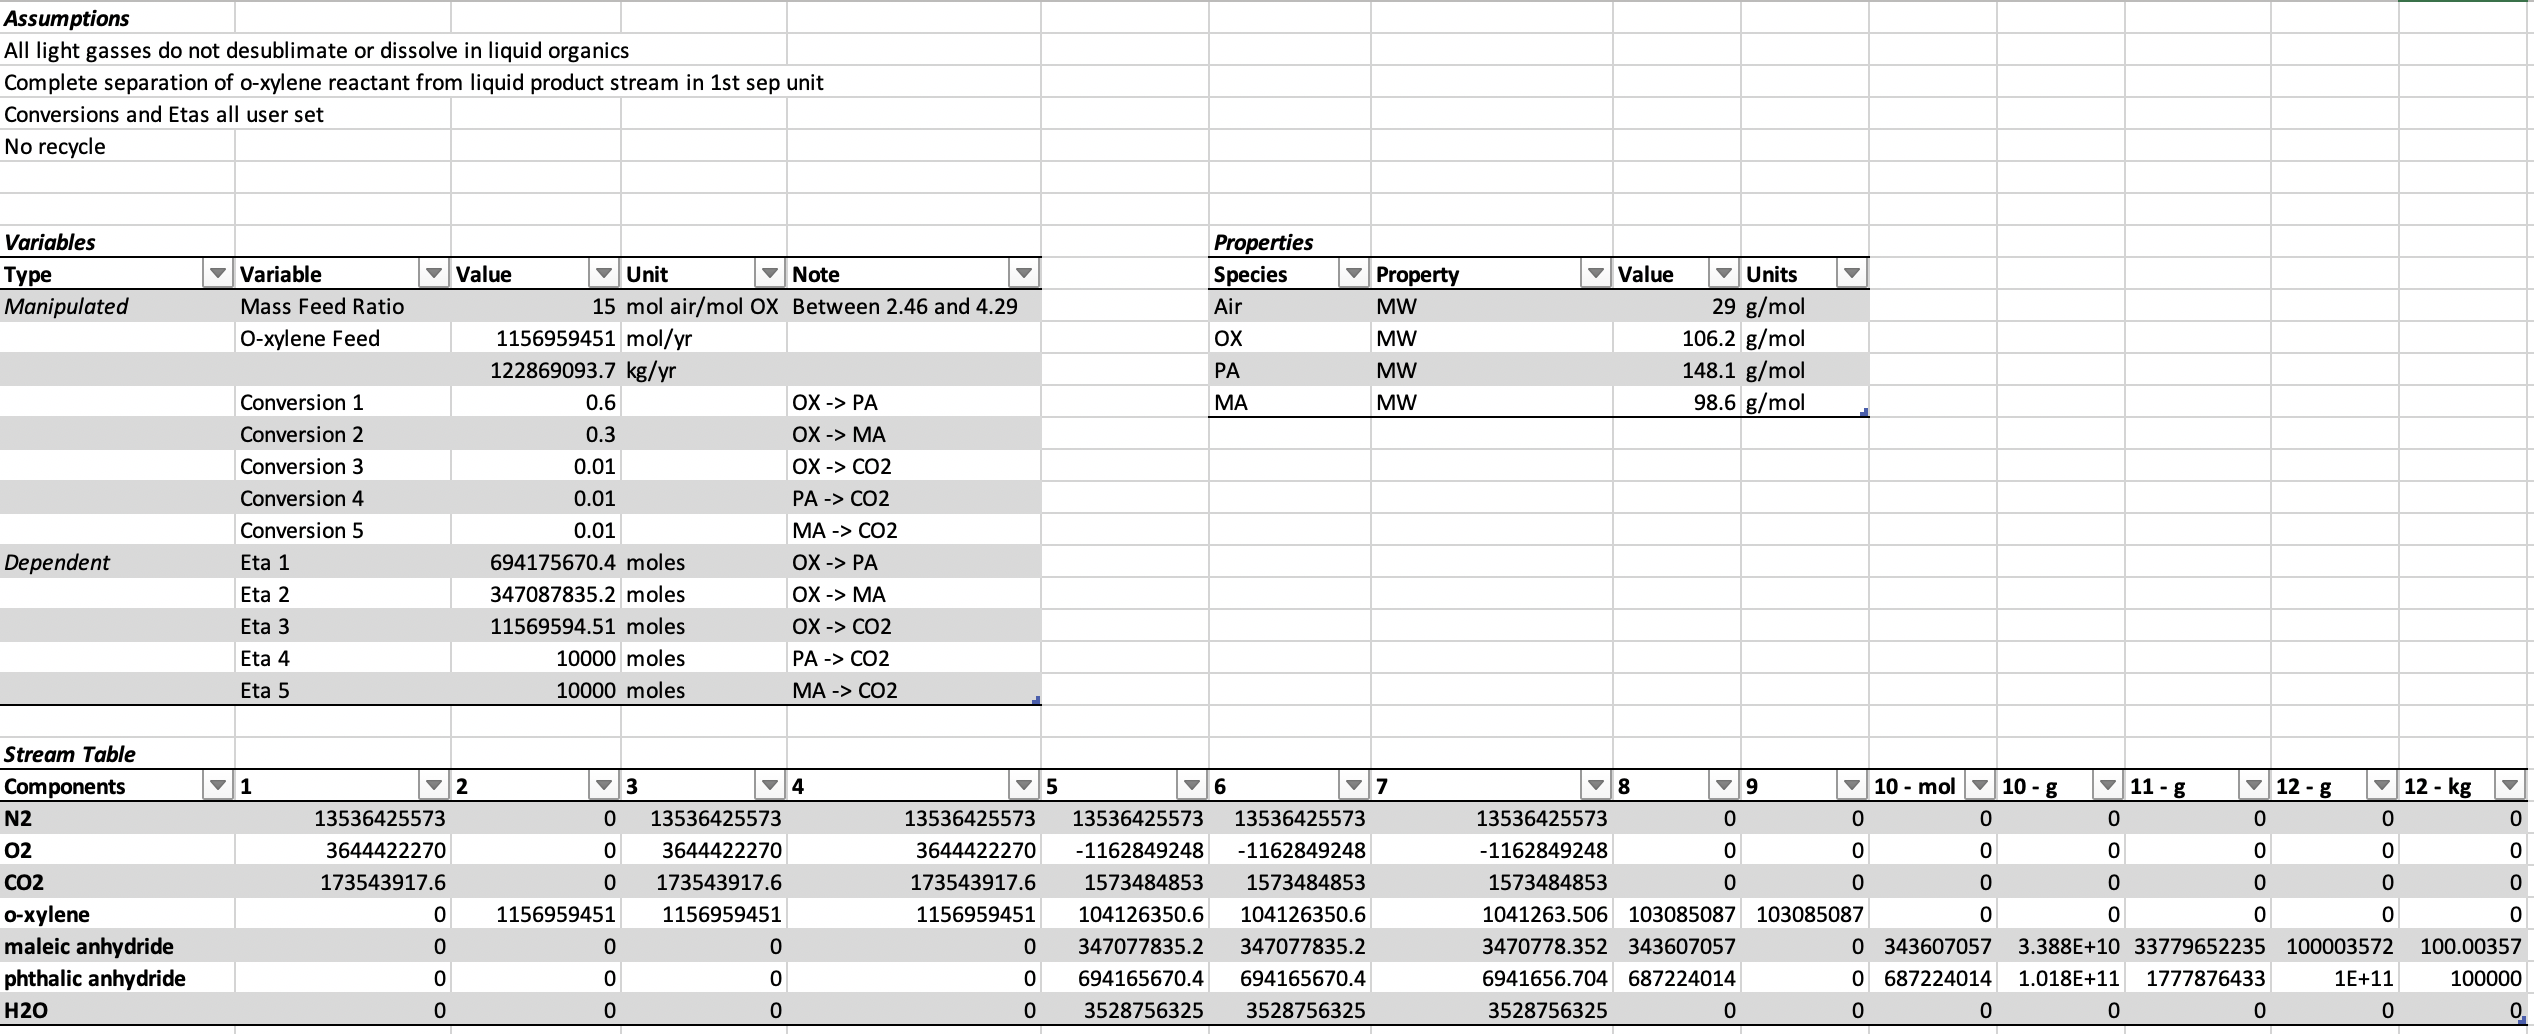 Assumptions
All light gasses do not desublimate or dissolve in liquid organics
Complete separation of o-xylene reactant from liquid product stream in 1st sep unit
Conversions and Etas all user set
No recycle
Variables Properties
Type Variable Value Unit Note Species Property Value Units
Manipulated Mass Feed Ratio 15 mol air/mol OX Between 2.46 and 4.29 Air MW 29 g/mol
O-xylene Feed 1156959451 mol/yr OX MW 106.2 g/mol
122869093.7 kg/yr PA MW 148.1 g/mol
Conversion 1 0.6 OX -> PA MA MW 98.6 g/mol
Conversion 2 0.3 OX -> MA
Conversion 3 0.01 OX -> CO2
Conversion 4 0.01 PA -> CO2
Conversion 5 0.01 MA -> CO2
Dependent Eta 1 694175670.4 moles OX -> PA
Eta 2 347087835.2 moles OX -> MA
Eta 3 11569594.51 moles OX -> CO2
Eta 4 10000 moles PA -> CO2
Eta 5 10000 moles MA -> CO2
Stream Table
Components 1 2 3 4 5 6 7 8 9 10 - mol 10 - g 11 - g 12 - g 12 - kg
N2 13536425573 0 13536425573 13536425573 13536425573 13536425573 13536425573 0 0 0 0 0 0 0
O2 3644422270 0 3644422270 3644422270 -1162849248 -1162849248 -1162849248 0 0 0 0 0 0 0
CO2 173543917.6 0 173543917.6 173543917.6 1573484853 1573484853 1573484853 0 0 0 0 0 0 0
o-xylene 0 1156959451 1156959451 1156959451 104126350.6 104126350.6 1041263.506 103085087 103085087 0 0 0 0 0
maleic anhydride 0 0 0 0 347077835.2 347077835.2 3470778.352 343607057 0 343607057 3.388E+10 33779652235 100003572 100.00357
phthalic anhydride 0 0 0 0 694165670.4 694165670.4 6941656.704 687224014 0 687224014 1.018E+11 1777876433 1E+11 100000
H2O 0 0 0 0 3528756325 3528756325 3528756325 0 0 0 0 0 0 0